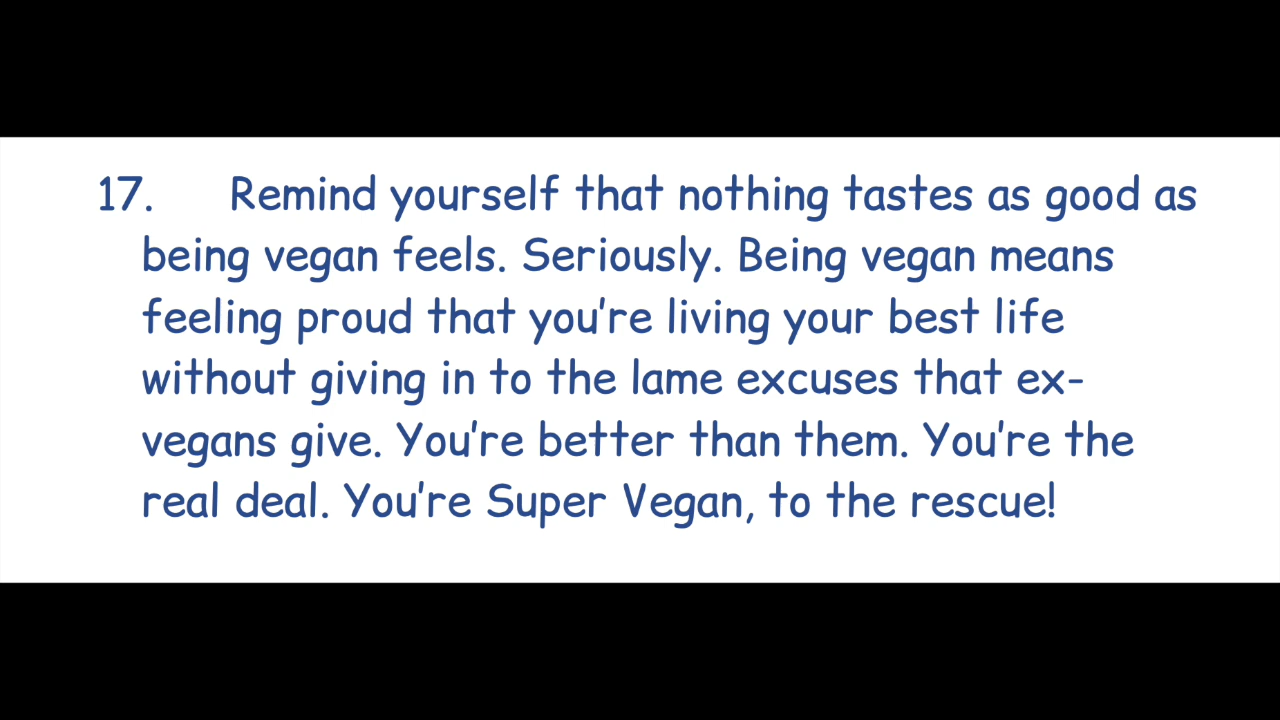 17. Remind yourself that nothing tastes as good as
being vegan feels. Seriously. Being vegan means
feeling proud that you're living your best life
without giving in to the lame excuses that ex-
vegans give. You're better than them. You're the
real deal. You're Super Vegan, to the rescue!